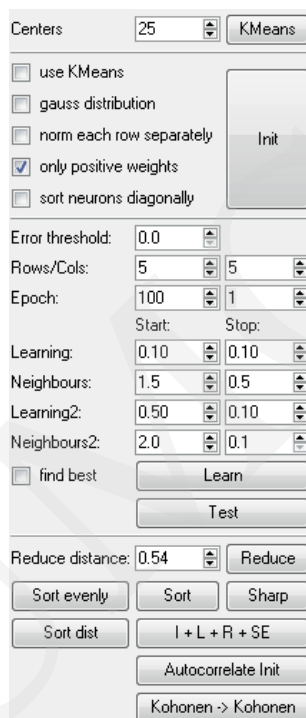 Centers 25 KMeans
use KMeans
gauss distribution
norm each row separately
only positive weights
sort neurons diagonally
Init
Error threshold: 0.0
Rows/Cols: 5 5
Epoch: 100 1
Start: Stop:
Learning: 0.10 0.10
Neighbours: 1.5 0.5
Learning2: 0.50 0.10
Neighbours2: 2.0 0.1
find best Learn
Test
Reduce distance: 0.54 Reduce
Sort evenly Sort Sharp
Sort dist I + L + R + SE
Autocorrelate Init
Kohonen -> Kohonen